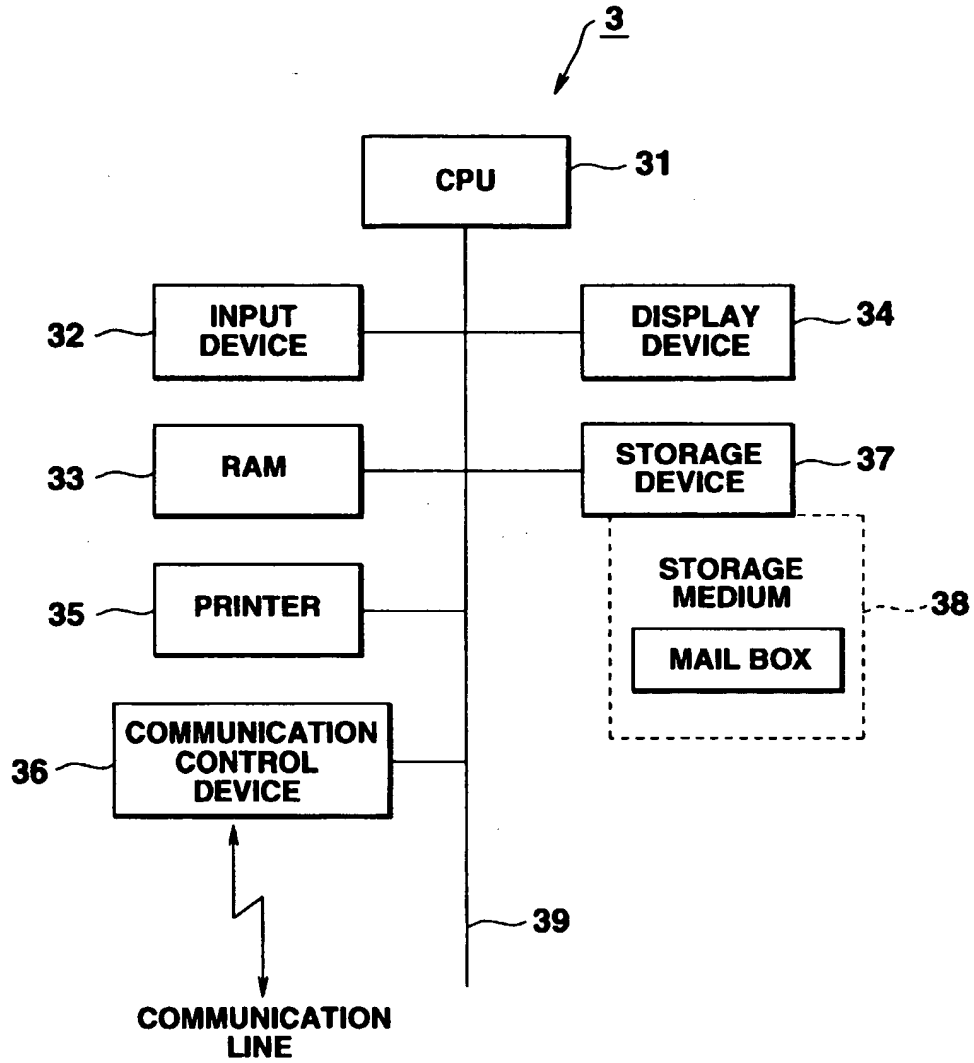 3
CPU
31
32
INPUT
DEVICE
DISPLAY
DEVICE
34
33
RAM
STORAGE
DEVICE
37
35
PRINTER
STORAGE
MEDIUM
38
MAIL BOX
36
COMMUNICATION
CONTROL
DEVICE
39
COMMUNICATION
LINE